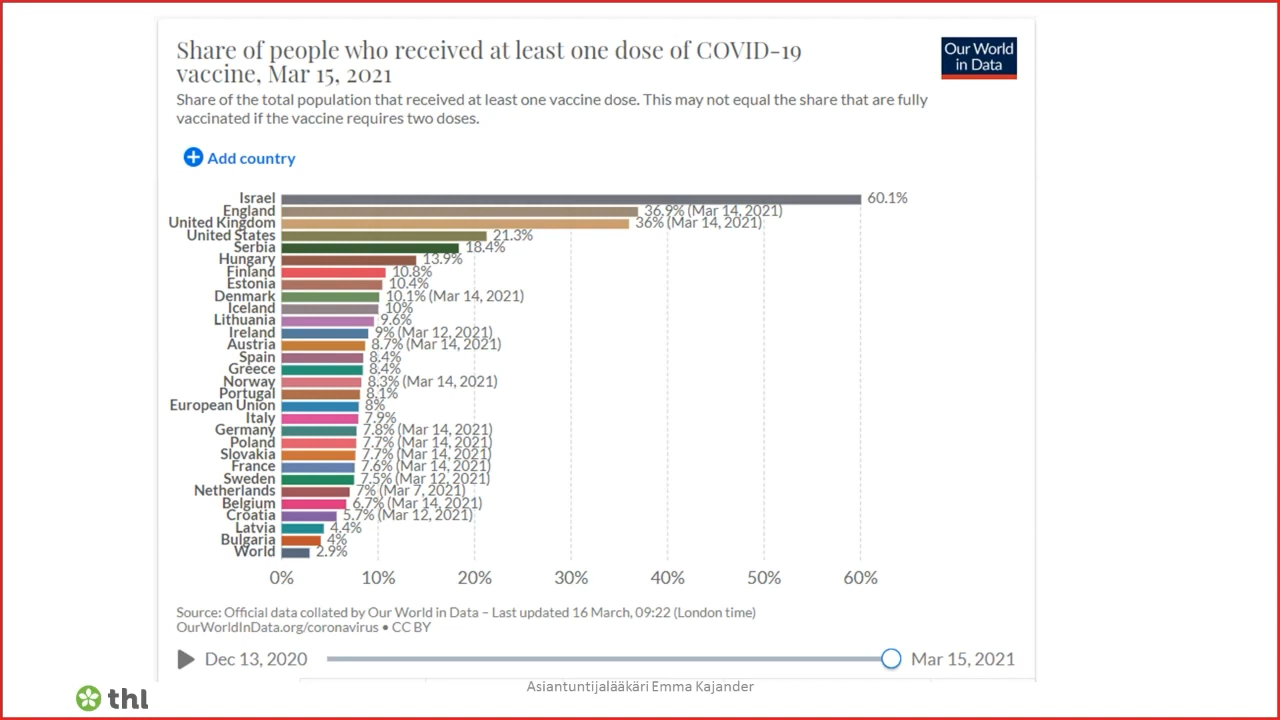 Share of people who received at least one dose of COVID-19
vaccine, Mar 15, 2021
Our World
in Data
Share of the total population that received at least one vaccine dose. This may not equal the share that are fully
vaccinated if the vaccine requires two doses.
Add country
Israel 60.1%
England 36.9% (Mar 14, 2021)
United Kingdom 36% (Mar 14, 2021)
United States 21.3%
Serbia 18.4%
Hungary 13.9%
Finland 10.8%
Estonia 10.4%
Denmark 10.1% (Mar 14, 2021)
Iceland 10%
Lithuania 9.6%
Ireland 9% (Mar 12, 2021)
Austria 8.7% (Mar 14, 2021)
Spain 8.4%
Greece 8.4%
Norway 8.3% (Mar 14, 2021)
Portugal 8.1%
European Union 8%
Italy 7.9%
Germany 7.8% (Mar 14, 2021)
Poland 7.7% (Mar 14, 2021)
Slovakia 7.7% (Mar 14, 2021)
France 7.6% (Mar 14, 2021)
Sweden 7.5% (Mar 12, 2021)
Netherlands 7% (Mar 7, 2021)
Belgium 6.7% (Mar 14, 2021)
Croatia 5.7% (Mar 12, 2021)
Latvia 4.4%
Bulgaria 4%
World 2.9%
0% 10% 20% 30% 40% 50% 60%
Source: Official data collated by Our World in Data – Last updated 16 March, 09:22 (London time)
OurWorldInData.org/coronavirus • CC BY
Dec 13, 2020 Mar 15, 2021
Asiantuntijalääkäri Emma Kajander
thl